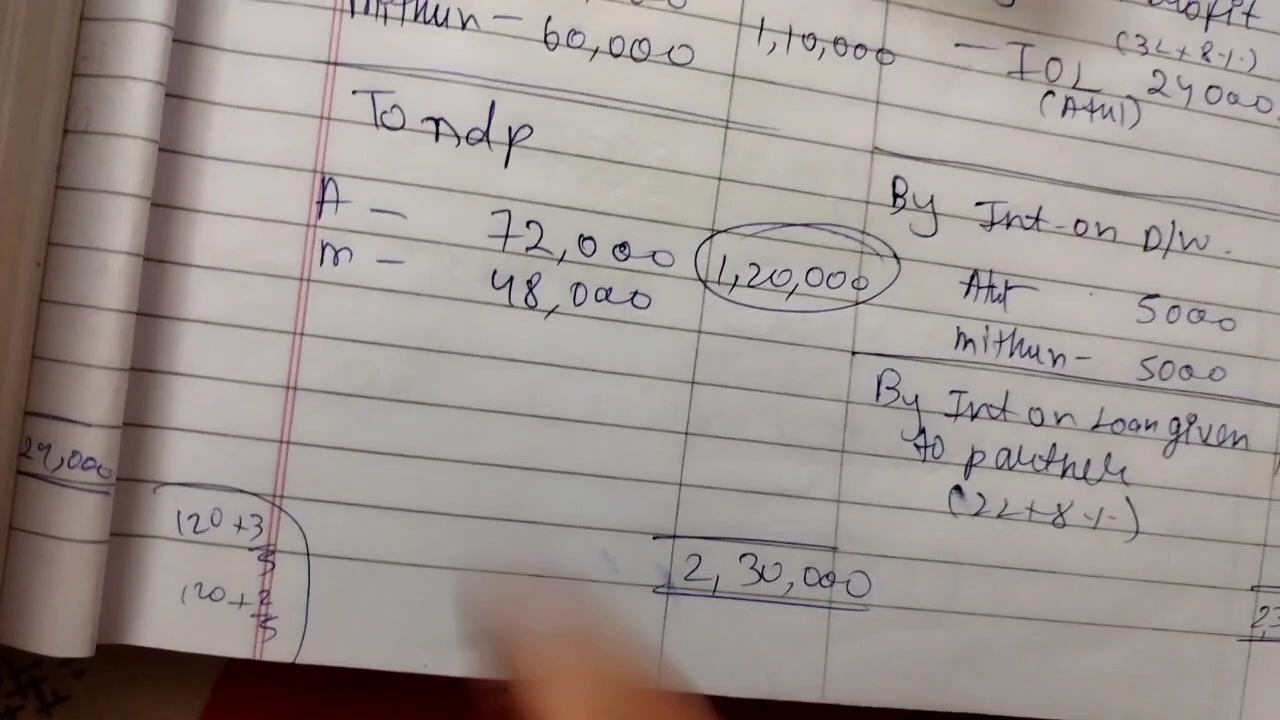 mithun - 60,000 1,10,000
To ndp
A - 72,000
m - 48,000 1,20,000
2,30,000
profit
(3L+8%)
- IOL 24000
(Atul)
By Int-on D/W.
Atul 5000
mithun- 5000
By Int on Loan given
to partner
(2L+8%)
24,000
120+3/5
120+2/5